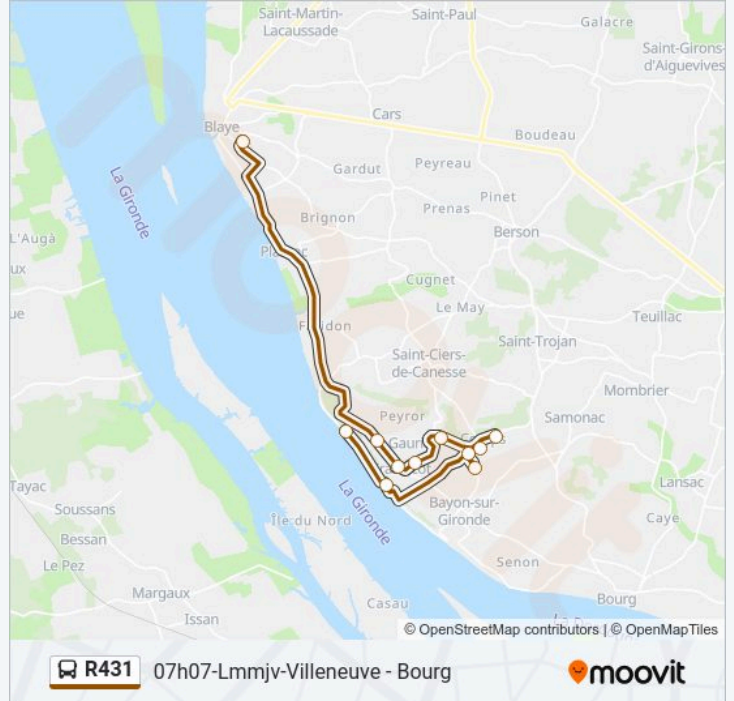 Saint-Martin-
Lacaussade
Saint-Paul
Galacre
Saint-Girons-
d'Aiguevives
Cars
Blaye
Boudeau
Gardut
Peyreau
La Gironde
Pinet
Prenas
Brignon
Berson
L'Augà
Cugnet
Le May
Teuillac
Saint-Trojan
Saint-Ciers-
de-Canesse
Mombrier
Peyror
Samonac
Tayac
Lansac
Soussans
La Gironde
Bayon-sur-
Gironde
Île du Nord
Caye
Bessan
Le Pez
Senon
Margaux
Casau
Bourg
Issan
© OpenStreetMap contributors | © OpenMapTiles
R431 07h07-Lmmjv-Villeneuve - Bourg
moovit